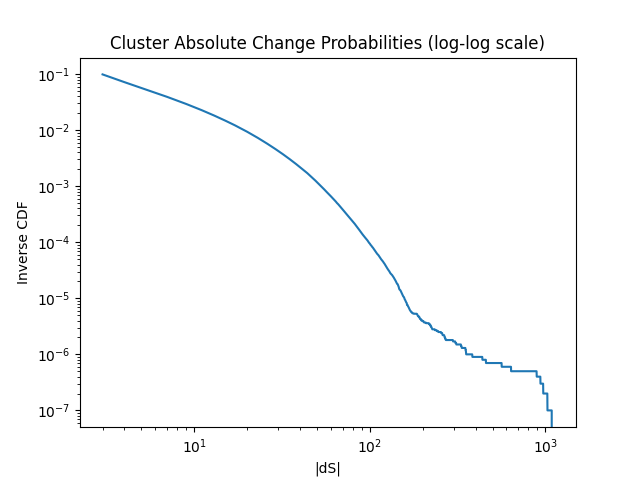 Cluster Absolute Change Probabilities (log-log scale)
Inverse CDF
10⁻¹
10⁻²
10⁻³
10⁻⁴
10⁻⁵
10⁻⁶
10⁻⁷
10¹ 10² 10³
|dS|